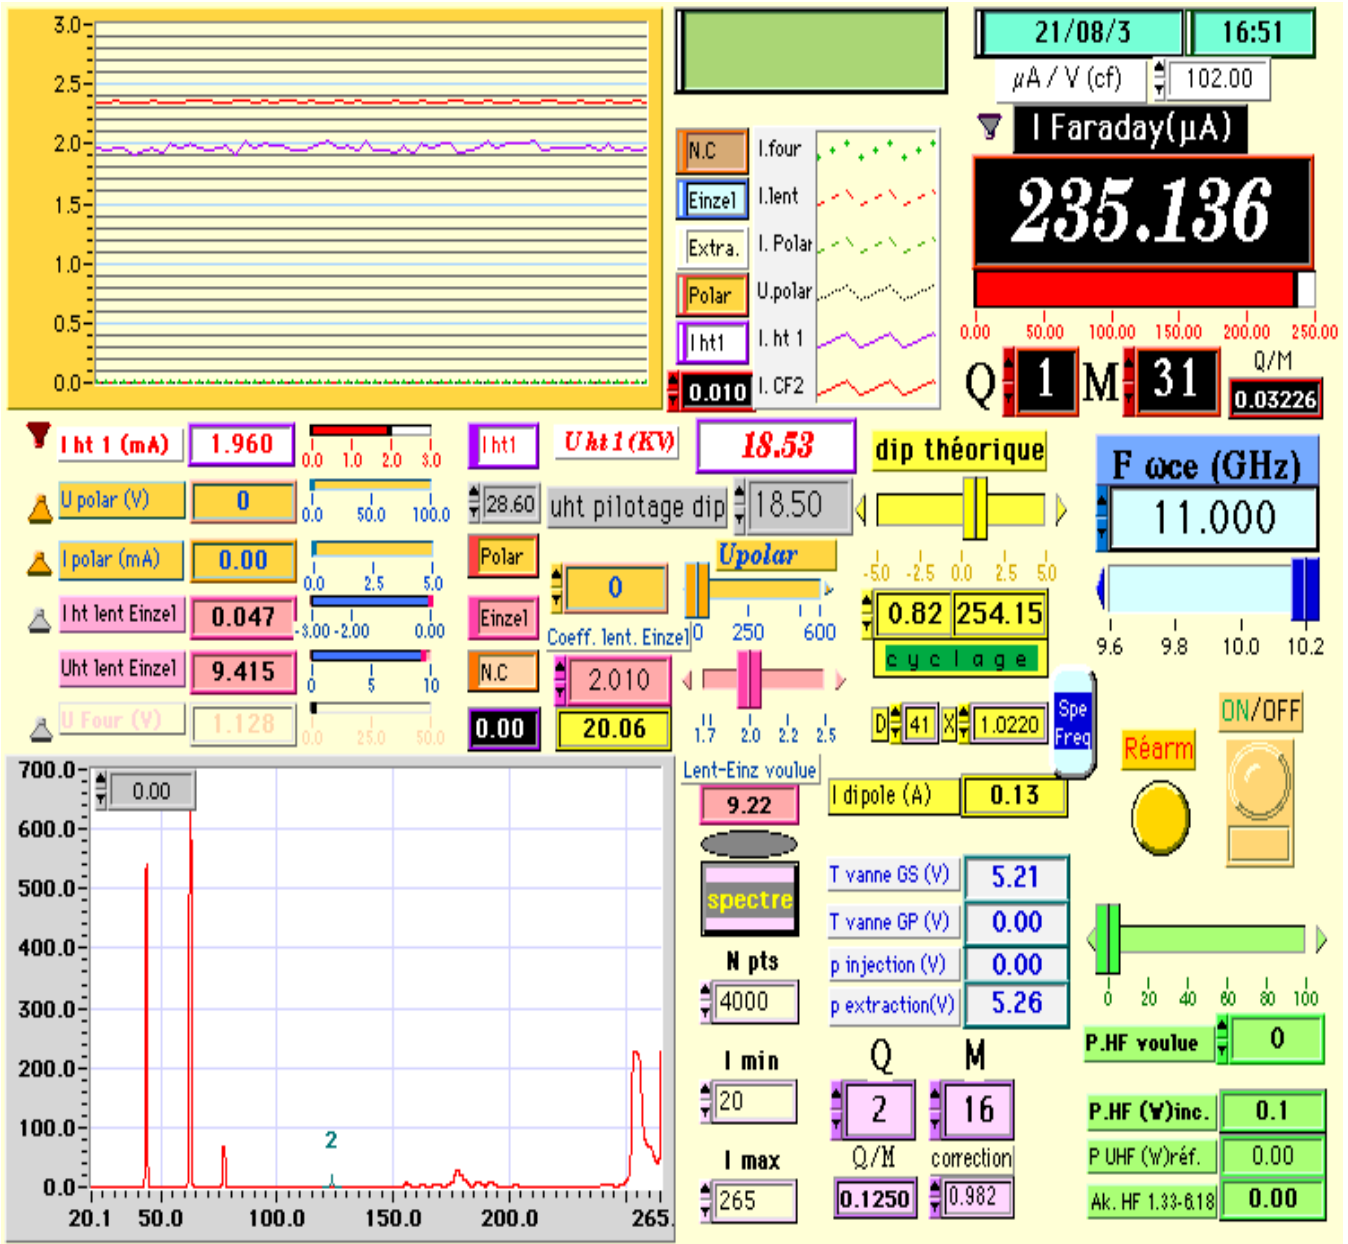 3.0
2.5
2.0
1.5
1.0
0.5
0.0
N.C
Einzel
Extra.
Polar
I ht1
0.010
I.four
I.lent
I. Polar
U.polar
I. ht 1
I. CF2
21/08/3
16:51
µA / V (cf)
102.00
I Faraday(µA)
235.136
0.00 50.00 100.00 150.00 200.00 250.00
Q 1 M 31
Q/M
0.03226
I ht 1 (mA) 1.960
0.0 1.0 2.0 3.0
U polar (V) 0
0.0 50.0 100.0
I polar (mA) 0.00
0.0 2.5 5.0
I ht lent Einzel 0.047
-3.00 -2.00 0.00
Uht lent Einzel 9.415
0 5 10
U Four (V) 1.128
0.0 25.0 50.0
I ht1
U ht 1 (KV)
18.53
28.60
uht pilotage dip
18.50
Polar
Einzel
N.C
0.00
0
Upolar
0 250 600
Coeff. lent. Einzel
2.010
20.06
1.7 2.0 2.2 2.5
dip théorique
-5.0 -2.5 0.0 2.5 5.0
0.82 254.15
cyclage
D 41 X 1.0220
Spe
Freq
F ωce (GHz)
11.000
9.6 9.8 10.0 10.2
ON/OFF
Réarm
700.0
600.0
500.0
400.0
300.0
200.0
100.0
0.0
0.00
2
20.1 50.0 100.0 150.0 200.0 265.
Lent-Einz voulue
9.22
spectre
N pts
4000
I min
20
I max
265
I dipole (A) 0.13
T vanne GS (V) 5.21
T vanne GP (V) 0.00
p injection (V) 0.00
p extraction(V) 5.26
Q M
2 16
Q/M correction
0.1250 0.982
0 20 40 60 80 100
P.HF voulue 0
P.HF (W)inc. 0.1
P UHF (W)réf. 0.00
Ak. HF 1.33-6.18 0.00